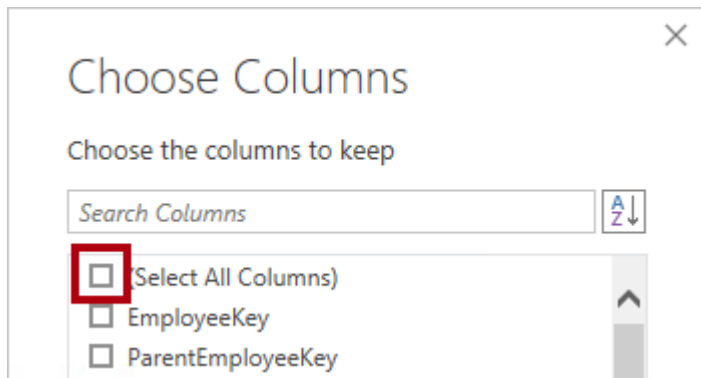 Choose Columns
Choose the columns to keep
Search Columns
A
Z
(Select All Columns)
EmployeeKey
ParentEmployeeKey